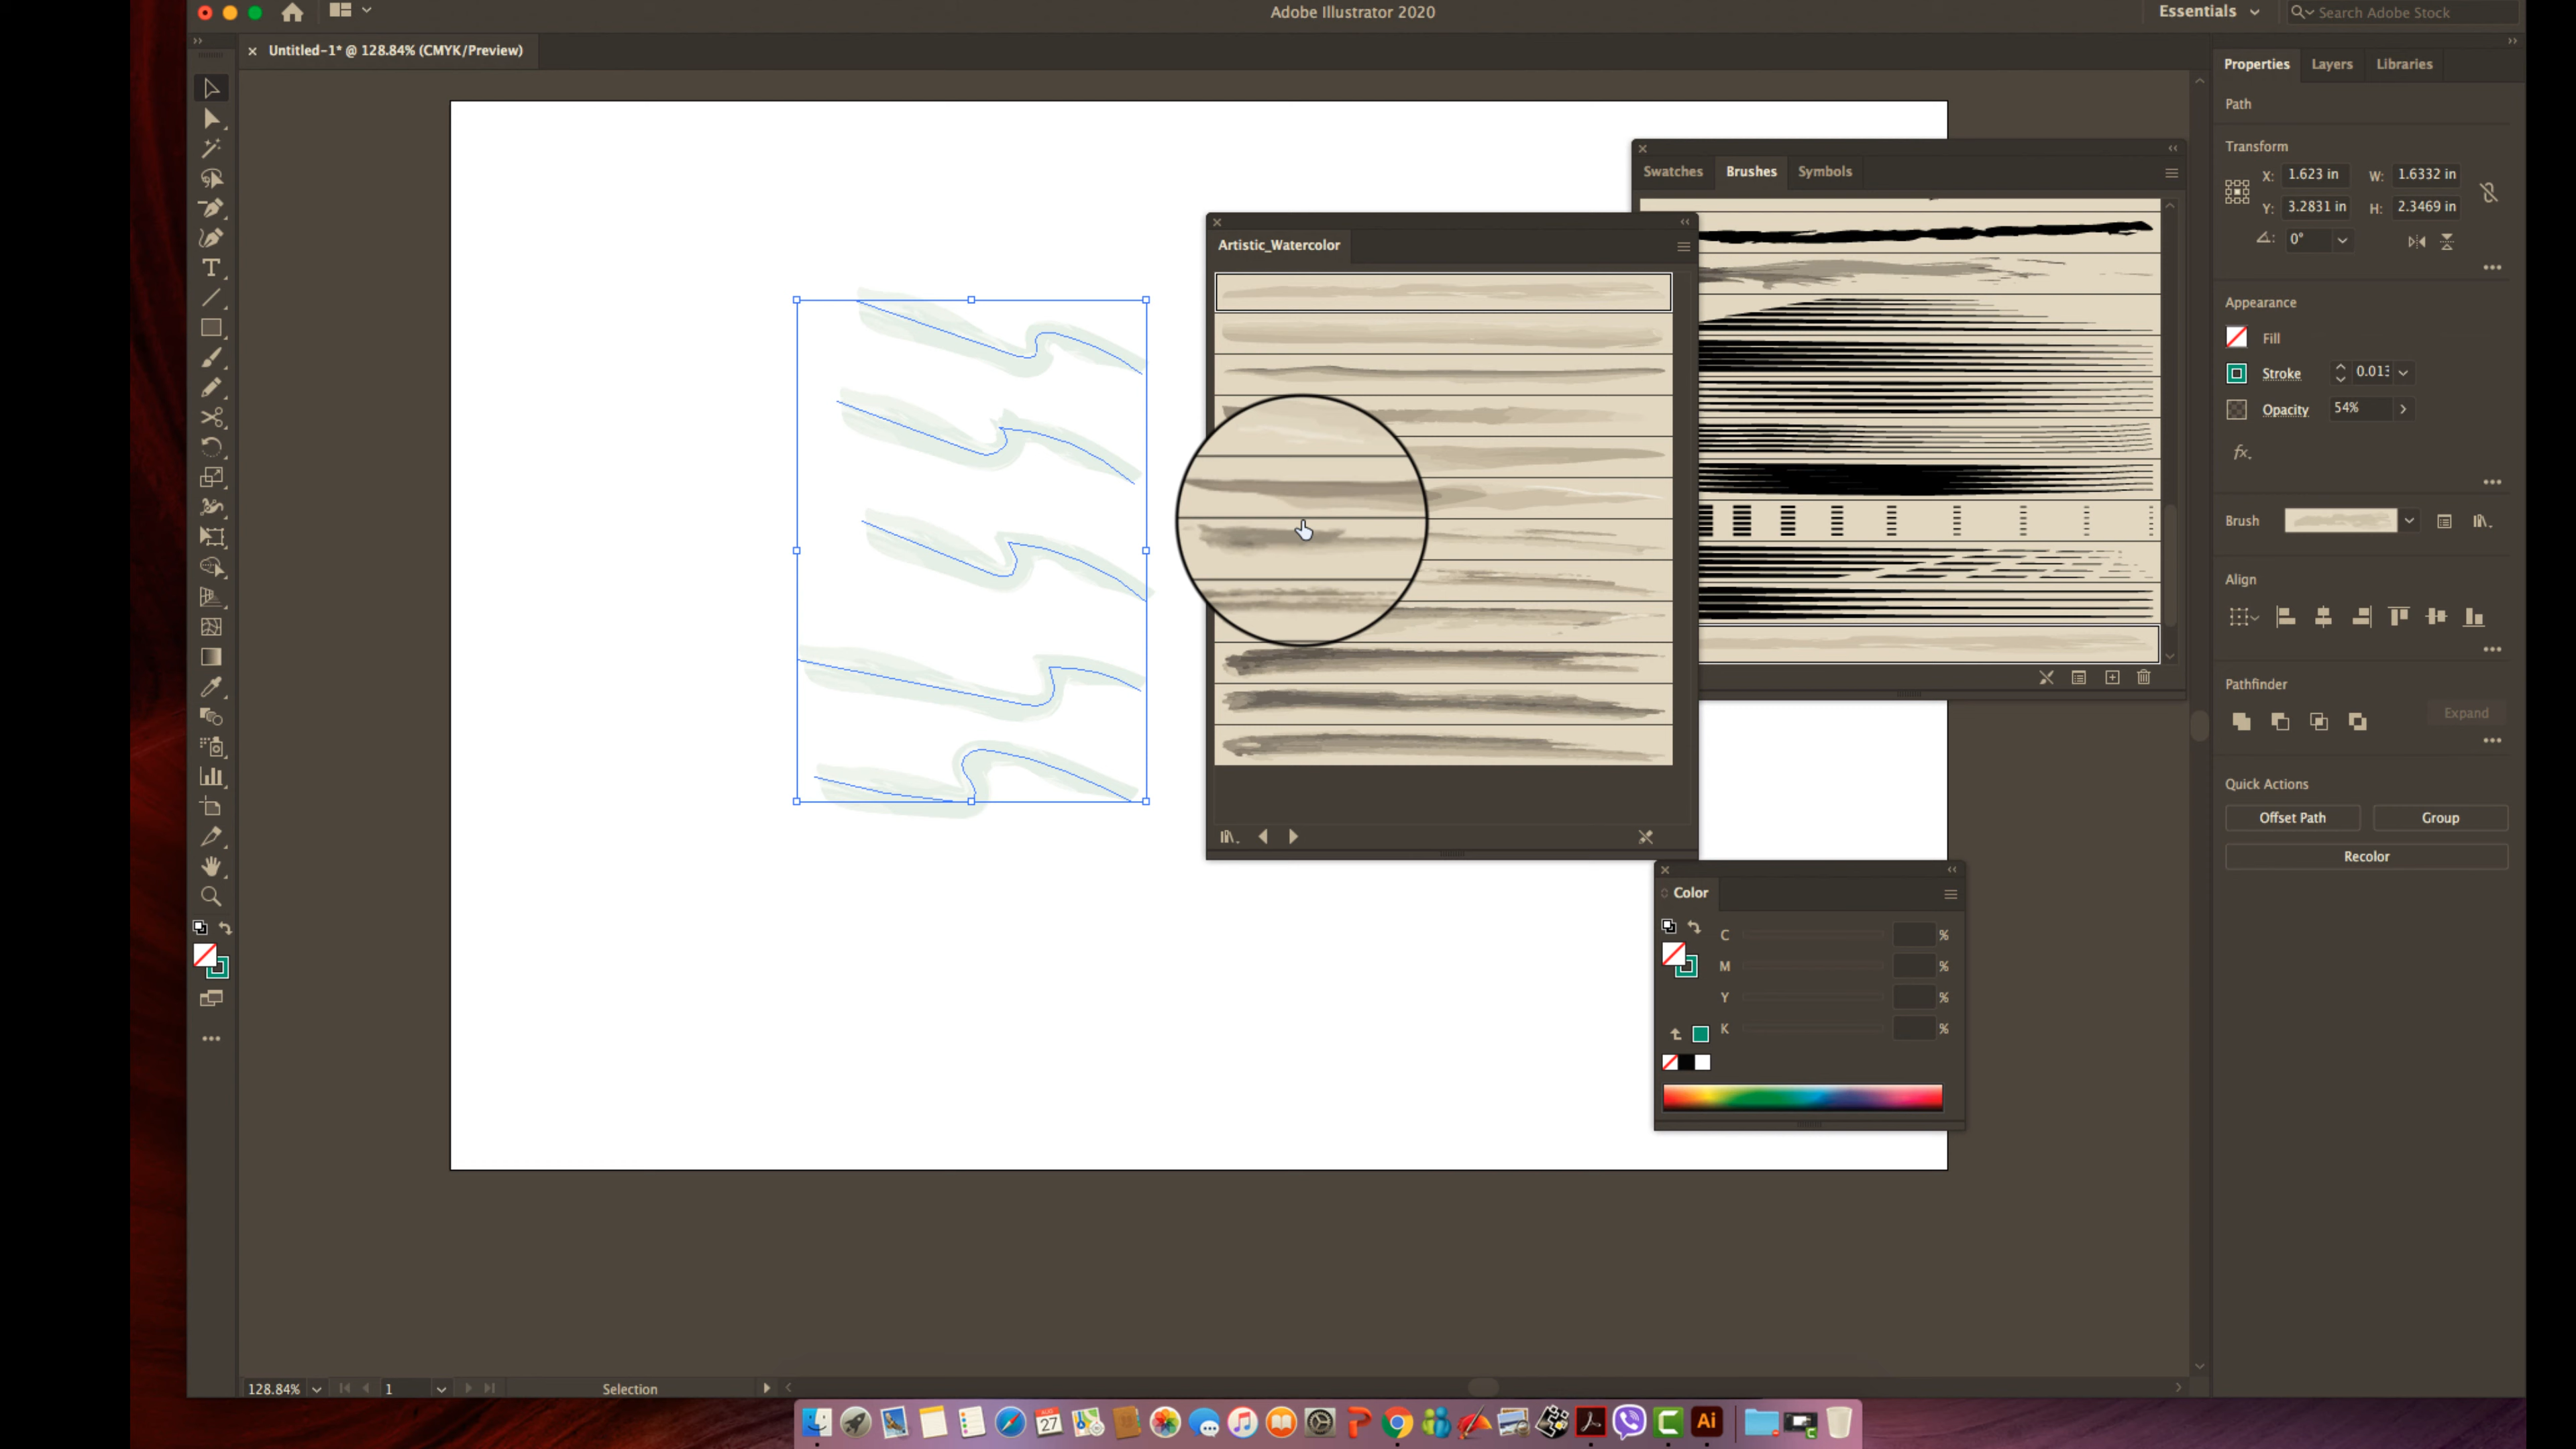 Adobe Illustrator 2020
Essentials
Search Adobe Stock
Untitled-1* @ 128.84% (CMYK/Preview)
Properties Layers Libraries
Path
Transform
X: 1.623 in W: 1.6332 in
Y: 3.2831 in H: 2.3469 in
0°
Appearance
Fill
Stroke 0.013
Opacity 54%
fx.
Brush
Align
Pathfinder
Expand
Quick Actions
Offset Path Group
Recolor
Swatches Brushes Symbols
Artistic_Watercolor
Color
C %
M %
Y %
K %
T
128.84% 1 Selection
AUG
27
Ai